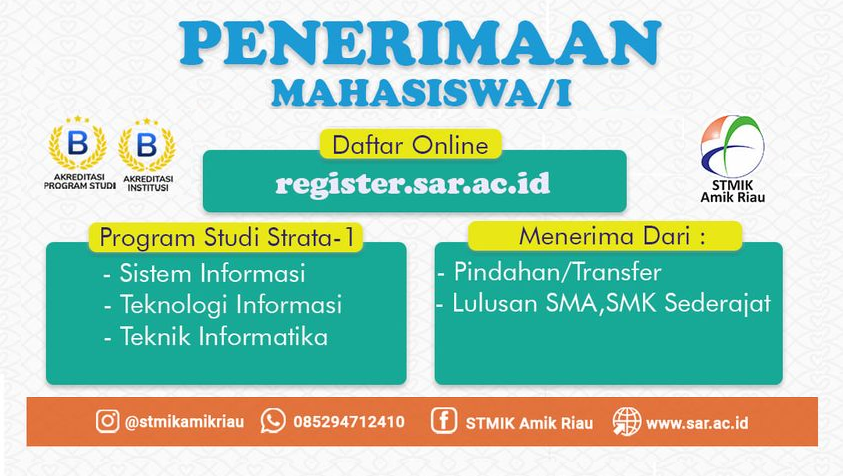 PENERIMAAN
MAHASISWA/I
B
AKREDITASI
PROGRAM STUDI
B
AKREDITASI
INSTITUSI
Daftar Online
register.sar.ac.id
STMIK
Amik Riau
Program Studi Strata-1
- Sistem Informasi
- Teknologi Informasi
- Teknik Informatika
Menerima Dari :
- Pindahan/Transfer
- Lulusan SMA,SMK Sederajat
@stmikamikriau 085294712410 STMIK Amik Riau www.sar.ac.id